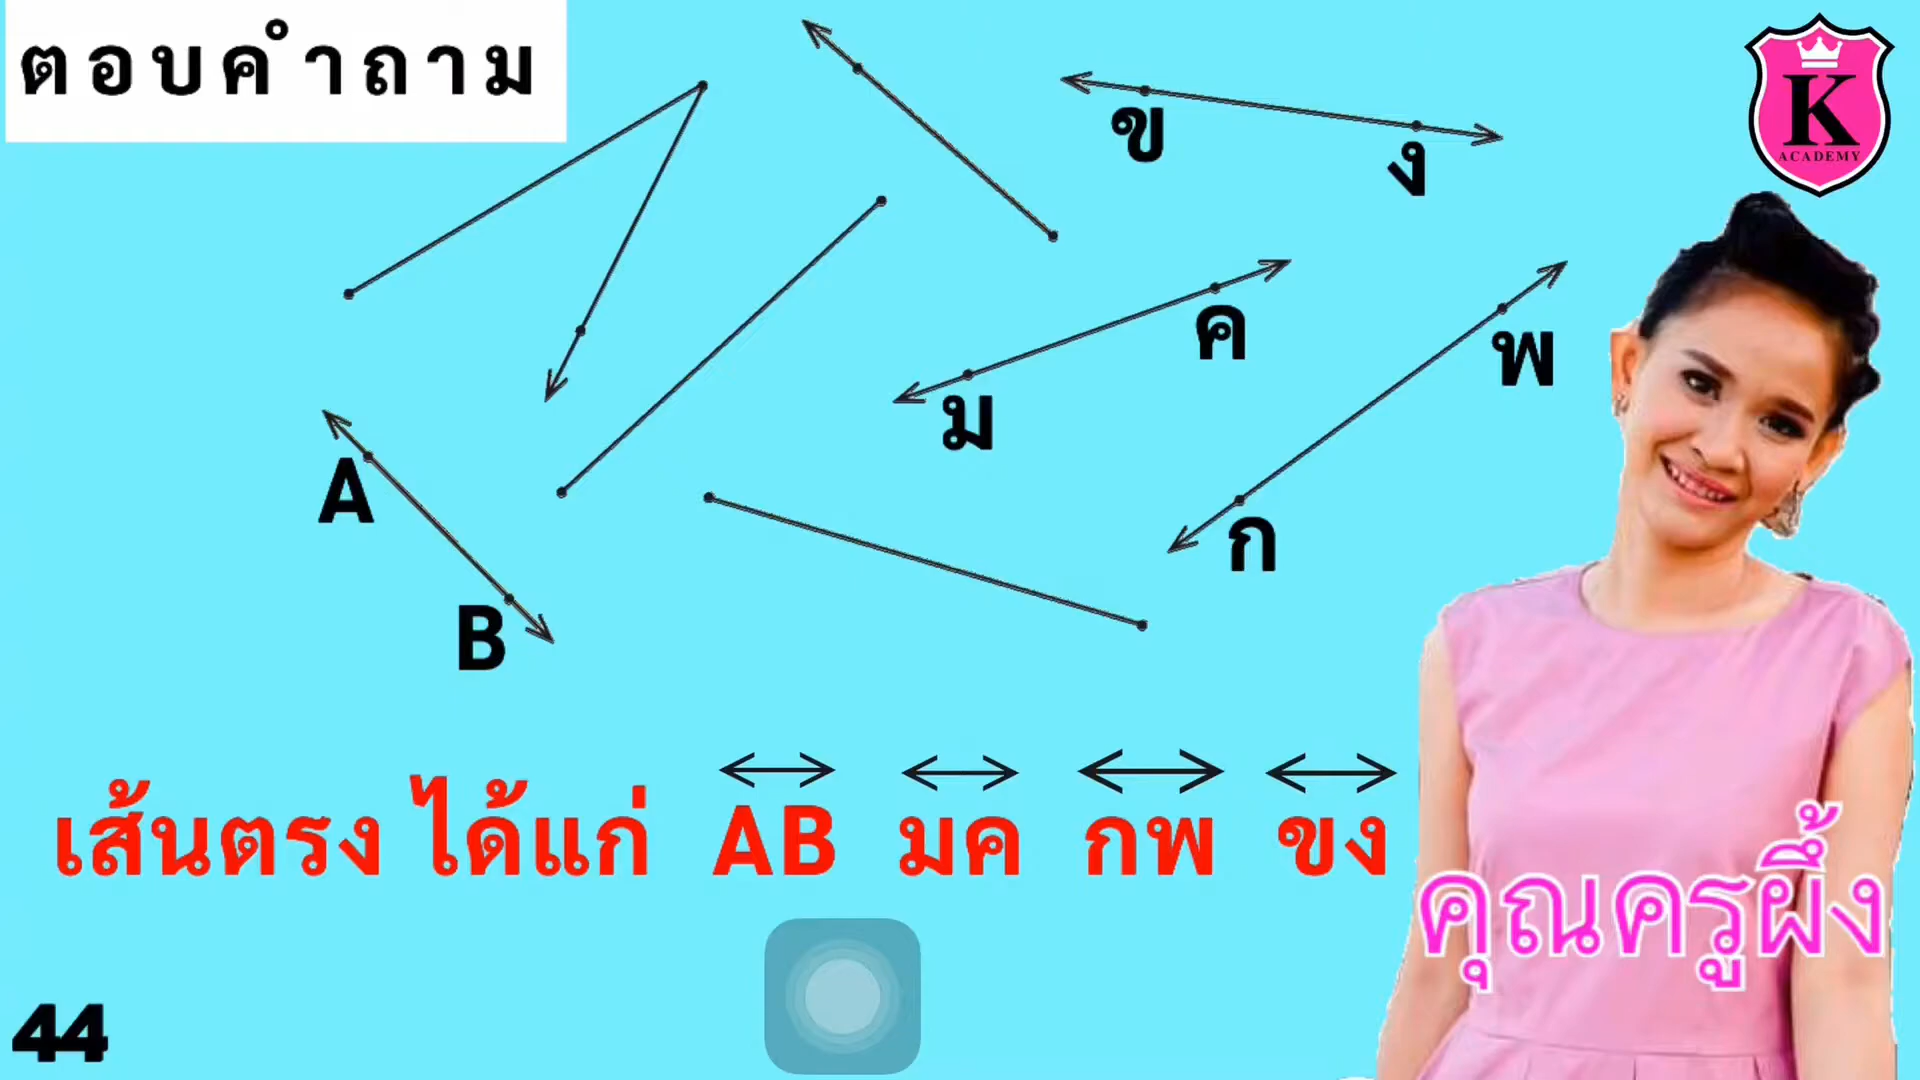 ตอบคำถาม
K
ACADEMY
ข
ง
ค
ม
พ
ก
A
B
เส้นตรง ได้แก่ AB มค กพ ขง
คุณครูผึ้ง
44